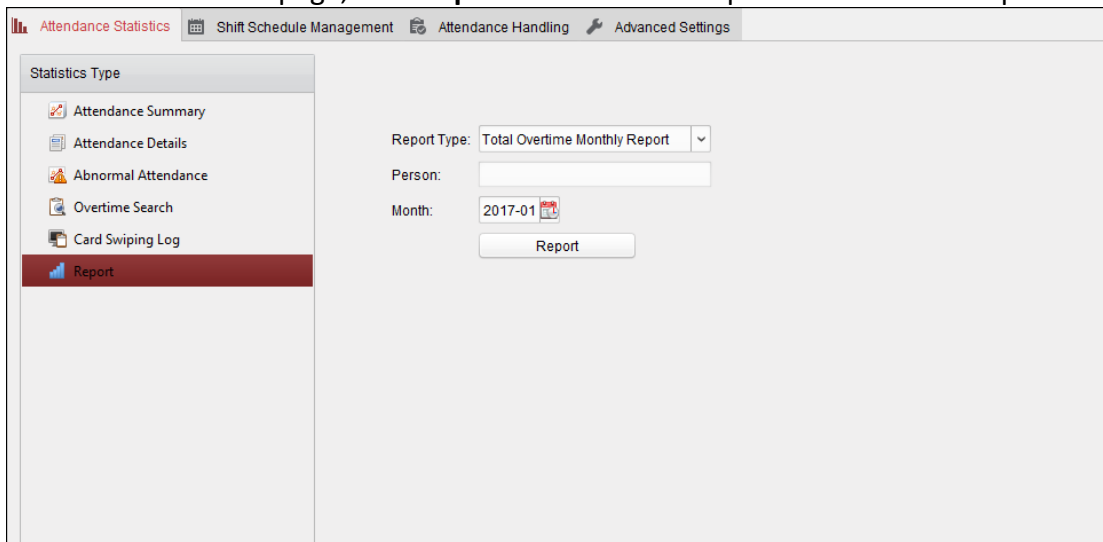 page,
Attendance Statistics Shift Schedule Management Attendance Handling Advanced Settings
Statistics Type
Attendance Summary
Attendance Details
Abnormal Attendance
Overtime Search
Card Swiping Log
Report
Report Type: Total Overtime Monthly Report
Person:
Month: 2017-01
Report